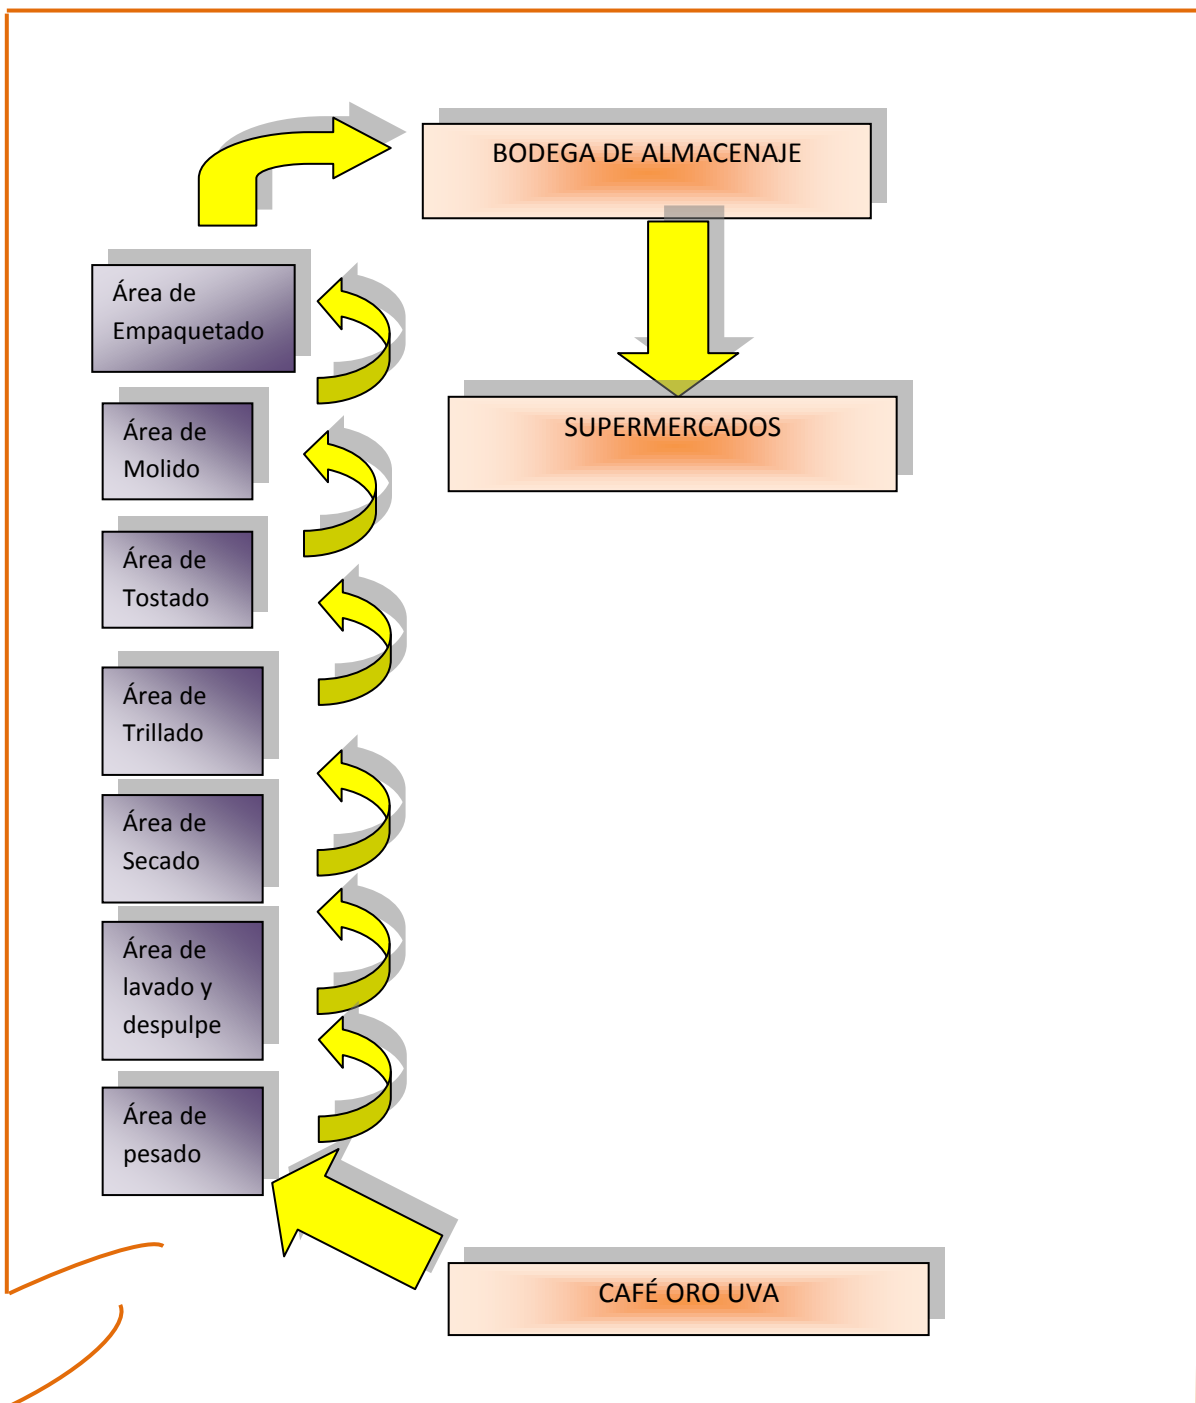 BODEGA DE ALMACENAJE
Área de
Empaquetado
SUPERMERCADOS
Área de
Molido
Área de
Tostado
Área de
Trillado
Área de
Secado
Área de
lavado y
despulpe
Área de
pesado
CAFÉ ORO UVA